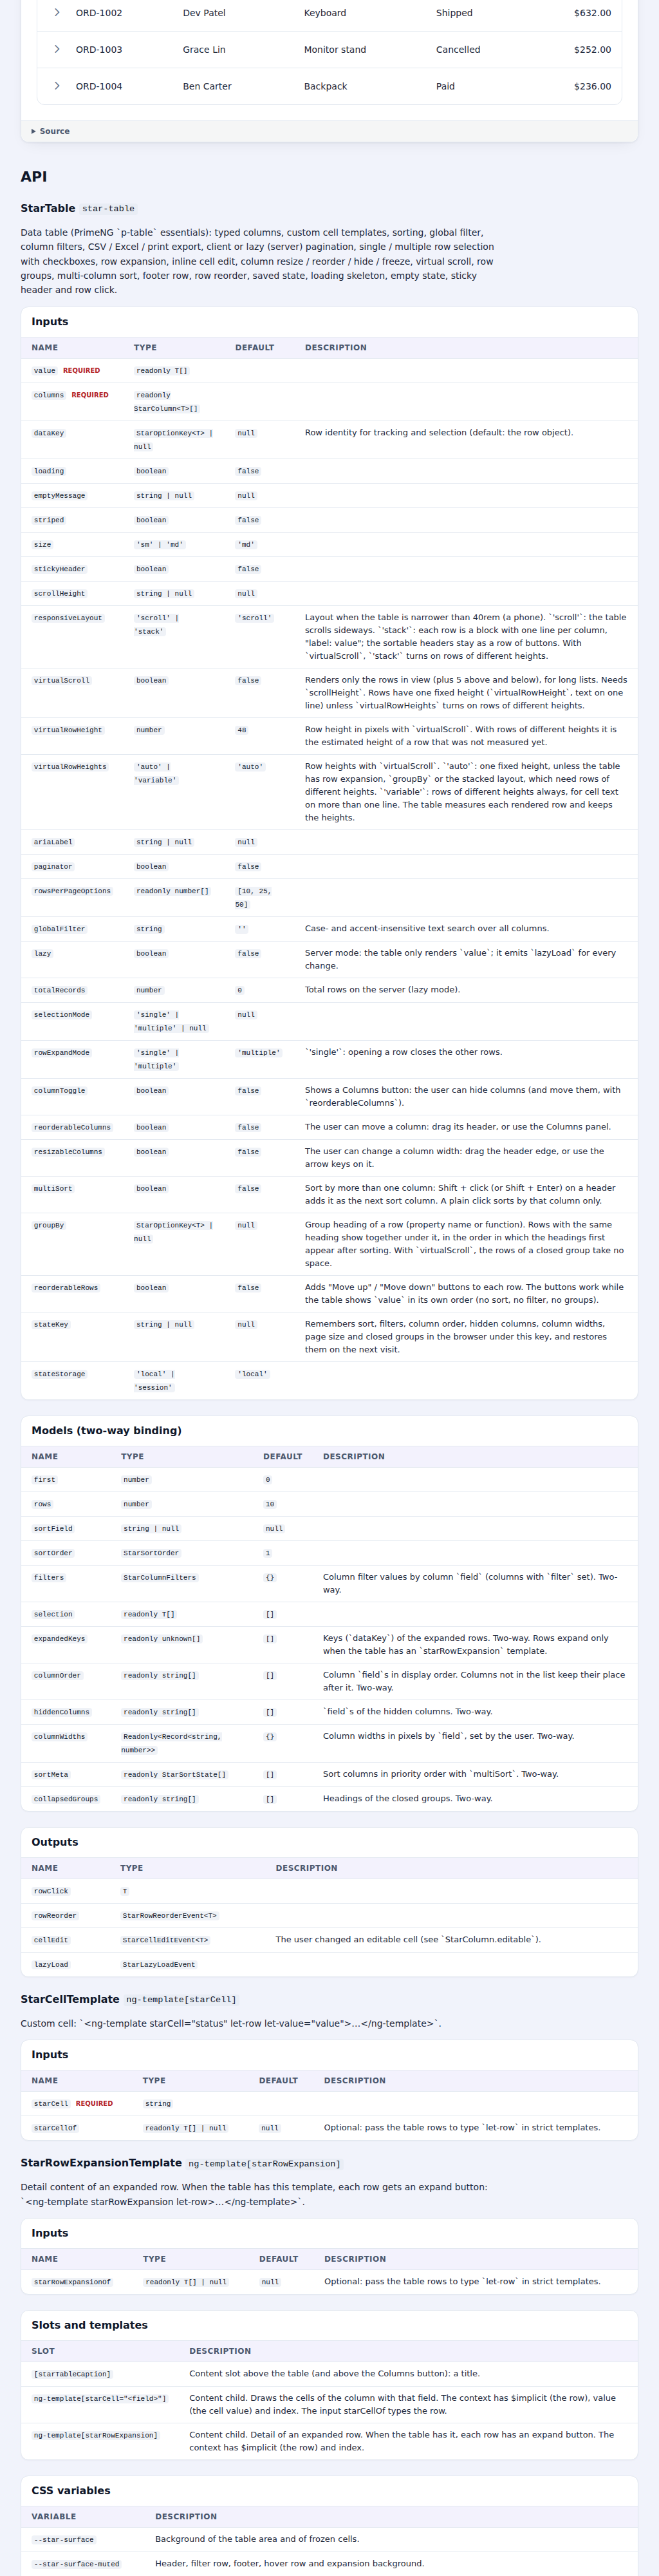 ORD-1002 Dev Patel Keyboard Shipped $632.00
ORD-1003 Grace Lin Monitor stand Cancelled $252.00
ORD-1004 Ben Carter Backpack Paid $236.00
Source
API
StarTable star-table
Data table (PrimeNG `p-table` essentials): typed columns, custom cell templates, sorting, global filter,
column filters, CSV / Excel / print export, client or lazy (server) pagination, single / multiple row selection
with checkboxes, row expansion, inline cell edit, column resize / reorder / hide / freeze, virtual scroll, row
groups, multi-column sort, footer row, row reorder, saved state, loading skeleton, empty state, sticky
header and row click.
Inputs
NAME TYPE DEFAULT DESCRIPTION
value REQUIRED readonly T[]
columns REQUIRED readonly
StarColumn<T>[]
dataKey StarOptionKey<T> | null Row identity for tracking and selection (default: the row object).
null
loading boolean false
emptyMessage string | null null
striped boolean false
size 'sm' | 'md' 'md'
stickyHeader boolean false
scrollHeight string | null null
responsiveLayout 'scroll' | 'scroll' Layout when the table is narrower than 40rem (a phone). `'scroll'`: the table
'stack' scrolls sideways. `'stack'`: each row is a block with one line per column,
"label: value"; the sortable headers stay as a row of buttons. With
`virtualScroll`, `'stack'` turns on rows of different heights.
virtualScroll boolean false Renders only the rows in view (plus 5 above and below), for long lists. Needs
`scrollHeight`. Rows have one fixed height (`virtualRowHeight`, text on one
line) unless `virtualRowHeights` turns on rows of different heights.
virtualRowHeight number 48 Row height in pixels with `virtualScroll`. With rows of different heights it is
the estimated height of a row that was not measured yet.
virtualRowHeights 'auto' | 'auto' Row heights with `virtualScroll`. `'auto'`: one fixed height, unless the table
'variable' has row expansion, `groupBy` or the stacked layout, which need rows of
different heights. `'variable'`: rows of different heights always, for cell text
on more than one line. The table measures each rendered row and keeps
the heights.
ariaLabel string | null null
paginator boolean false
rowsPerPageOptions readonly number[] [10, 25,
50]
globalFilter string '' Case- and accent-insensitive text search over all columns.
lazy boolean false Server mode: the table only renders `value`; it emits `lazyLoad` for every
change.
totalRecords number 0 Total rows on the server (lazy mode).
selectionMode 'single' | null
'multiple' | null
rowExpandMode 'single' | 'multiple' `'single'`: opening a row closes the other rows.
'multiple'
columnToggle boolean false Shows a Columns button: the user can hide columns (and move them, with
`reorderableColumns`).
reorderableColumns boolean false The user can move a column: drag its header, or use the Columns panel.
resizableColumns boolean false The user can change a column width: drag the header edge, or use the
arrow keys on it.
multiSort boolean false Sort by more than one column: Shift + click (or Shift + Enter) on a header
adds it as the next sort column. A plain click sorts by that column only.
groupBy StarOptionKey<T> | null Group heading of a row (property name or function). Rows with the same
null heading show together under it, in the order in which the headings first
appear after sorting. With `virtualScroll`, the rows of a closed group take no
space.
reorderableRows boolean false Adds "Move up" / "Move down" buttons to each row. The buttons work while
the table shows `value` in its own order (no sort, no filter, no groups).
stateKey string | null null Remembers sort, filters, column order, hidden columns, column widths,
page size and closed groups in the browser under this key, and restores
them on the next visit.
stateStorage 'local' | 'local'
'session'
Models (two-way binding)
NAME TYPE DEFAULT DESCRIPTION
first number 0
rows number 10
sortField string | null null
sortOrder StarSortOrder 1
filters StarColumnFilters {} Column filter values by column `field` (columns with `filter` set). Two-
way.
selection readonly T[] []
expandedKeys readonly unknown[] [] Keys (`dataKey`) of the expanded rows. Two-way. Rows expand only
when the table has an `starRowExpansion` template.
columnOrder readonly string[] [] Column `field`s in display order. Columns not in the list keep their place
after it. Two-way.
hiddenColumns readonly string[] [] `field`s of the hidden columns. Two-way.
columnWidths Readonly<Record<string, {} Column widths in pixels by `field`, set by the user. Two-way.
number>>
sortMeta readonly StarSortState[] [] Sort columns in priority order with `multiSort`. Two-way.
collapsedGroups readonly string[] [] Headings of the closed groups. Two-way.
Outputs
NAME TYPE DESCRIPTION
rowClick T
rowReorder StarRowReorderEvent<T>
cellEdit StarCellEditEvent<T> The user changed an editable cell (see `StarColumn.editable`).
lazyLoad StarLazyLoadEvent
StarCellTemplate ng-template[starCell]
Custom cell: `<ng-template starCell="status" let-row let-value="value">…</ng-template>`.
Inputs
NAME TYPE DEFAULT DESCRIPTION
starCell REQUIRED string
starCellOf readonly T[] | null null Optional: pass the table rows to type `let-row` in strict templates.
StarRowExpansionTemplate ng-template[starRowExpansion]
Detail content of an expanded row. When the table has this template, each row gets an expand button:
`<ng-template starRowExpansion let-row>…</ng-template>`.
Inputs
NAME TYPE DEFAULT DESCRIPTION
starRowExpansionOf readonly T[] | null null Optional: pass the table rows to type `let-row` in strict templates.
Slots and templates
SLOT DESCRIPTION
[starTableCaption] Content slot above the table (and above the Columns button): a title.
ng-template[starCell="<field>"] Content child. Draws the cells of the column with that field. The context has $implicit (the row), value
(the cell value) and index. The input starCellOf types the row.
ng-template[starRowExpansion] Content child. Detail of an expanded row. When the table has it, each row has an expand button. The
context has $implicit (the row) and index.
CSS variables
VARIABLE DESCRIPTION
--star-surface Background of the table area and of frozen cells.
--star-surface-muted Header, filter row, footer, hover row and expansion background.